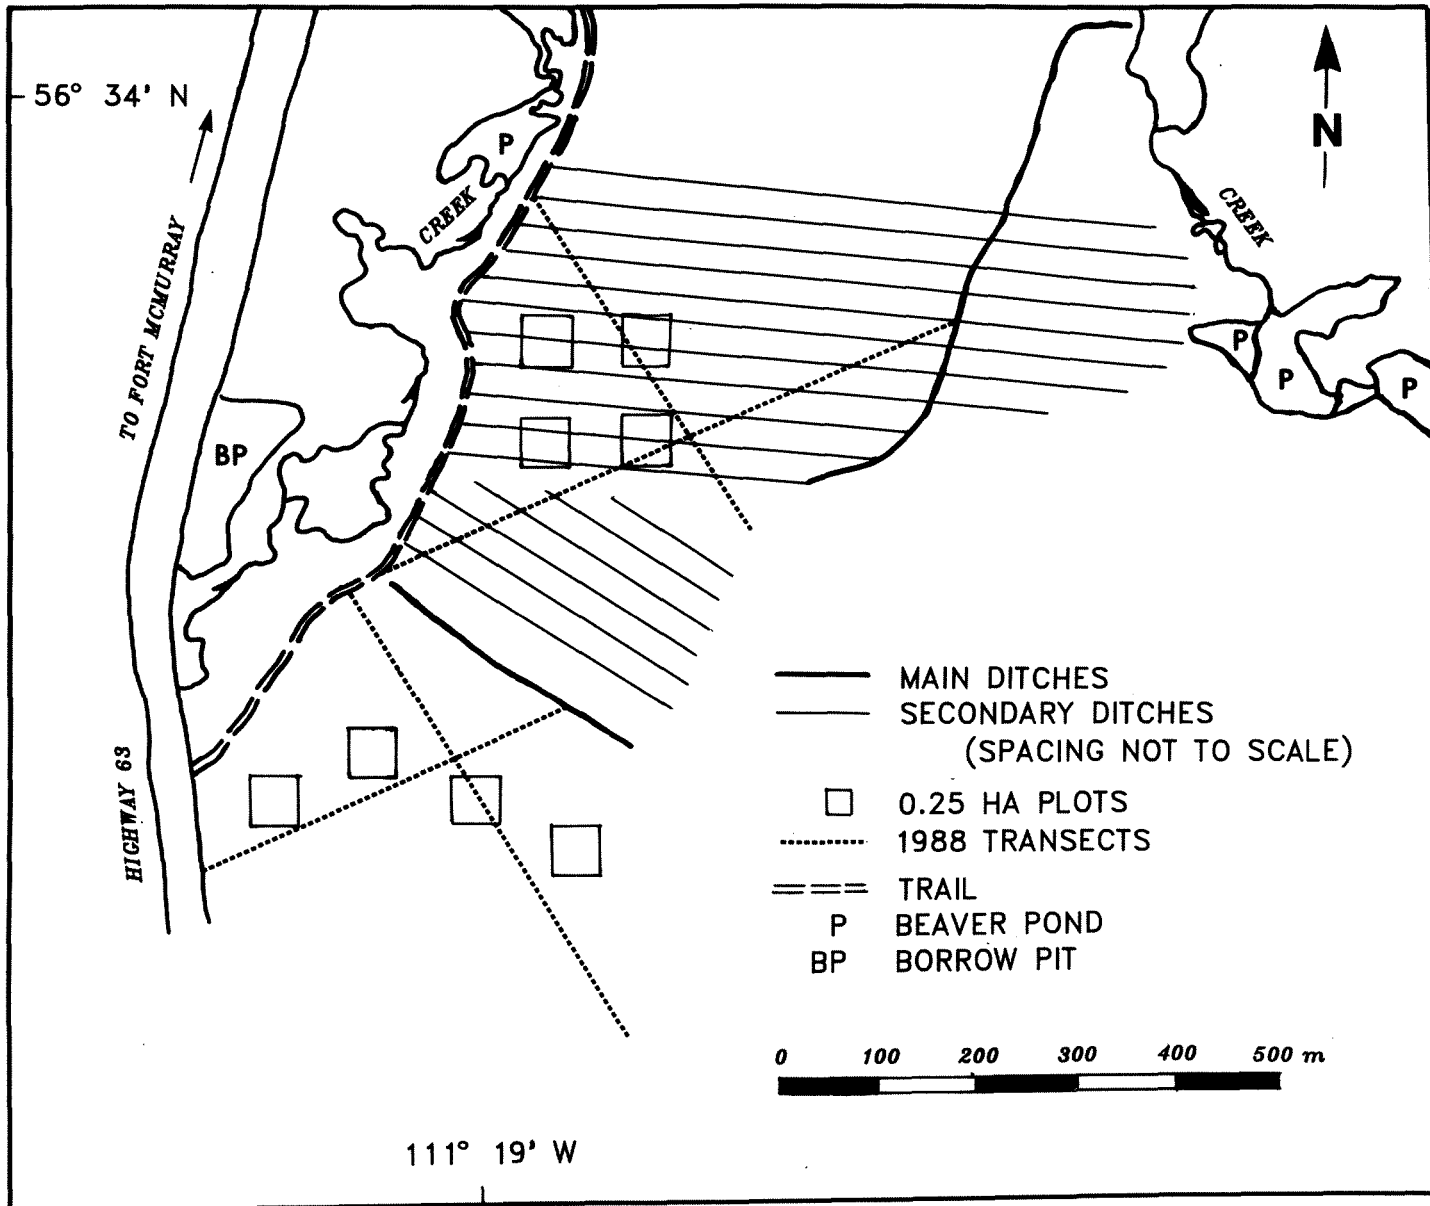 56° 34' N
N
P
CREEK
CREEK
TO FORT MCMURRAY
P
P
P
BP
MAIN DITCHES
SECONDARY DITCHES
(SPACING NOT TO SCALE)
HIGHWAY 63
0.25 HA PLOTS
1988 TRANSECTS
TRAIL
P BEAVER POND
BP BORROW PIT
0 100 200 300 400 500 m
111° 19' W